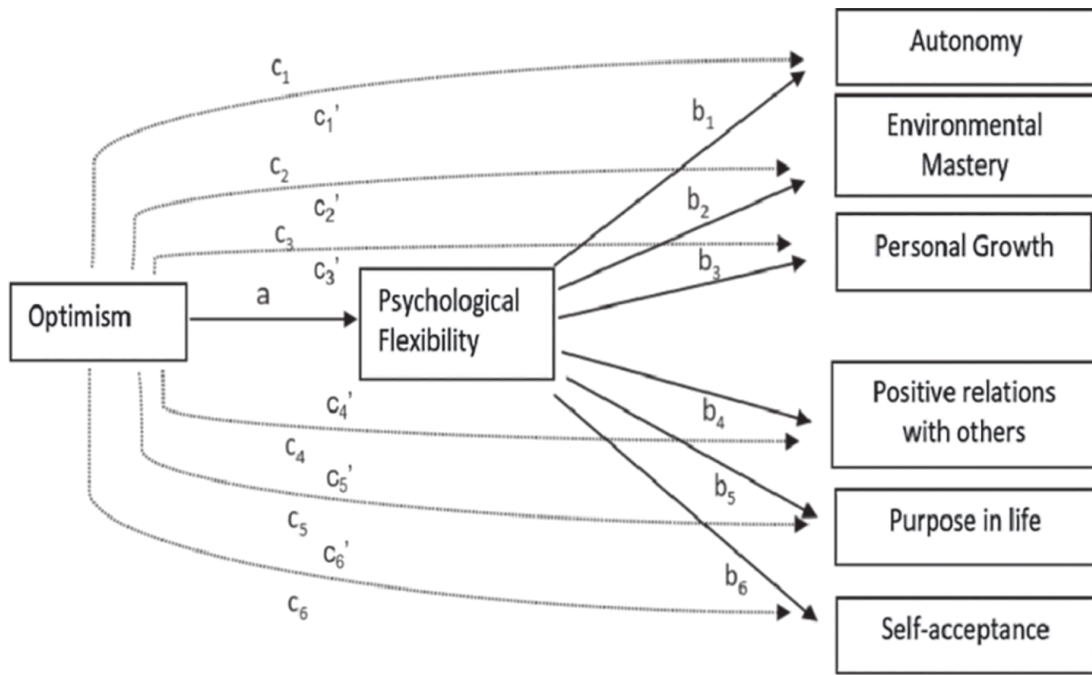 Autonomy
c₁
c₁’
b₁
Environmental
Mastery
c₂
c₂’
b₂
c₃
c₃’
b₃
Personal Growth
Optimism
a
Psychological
Flexibility
c₄’
c₄
b₄
Positive relations
with others
c₅’
c₅
b₅
Purpose in life
c₆’
c₆
b₆
Self-acceptance